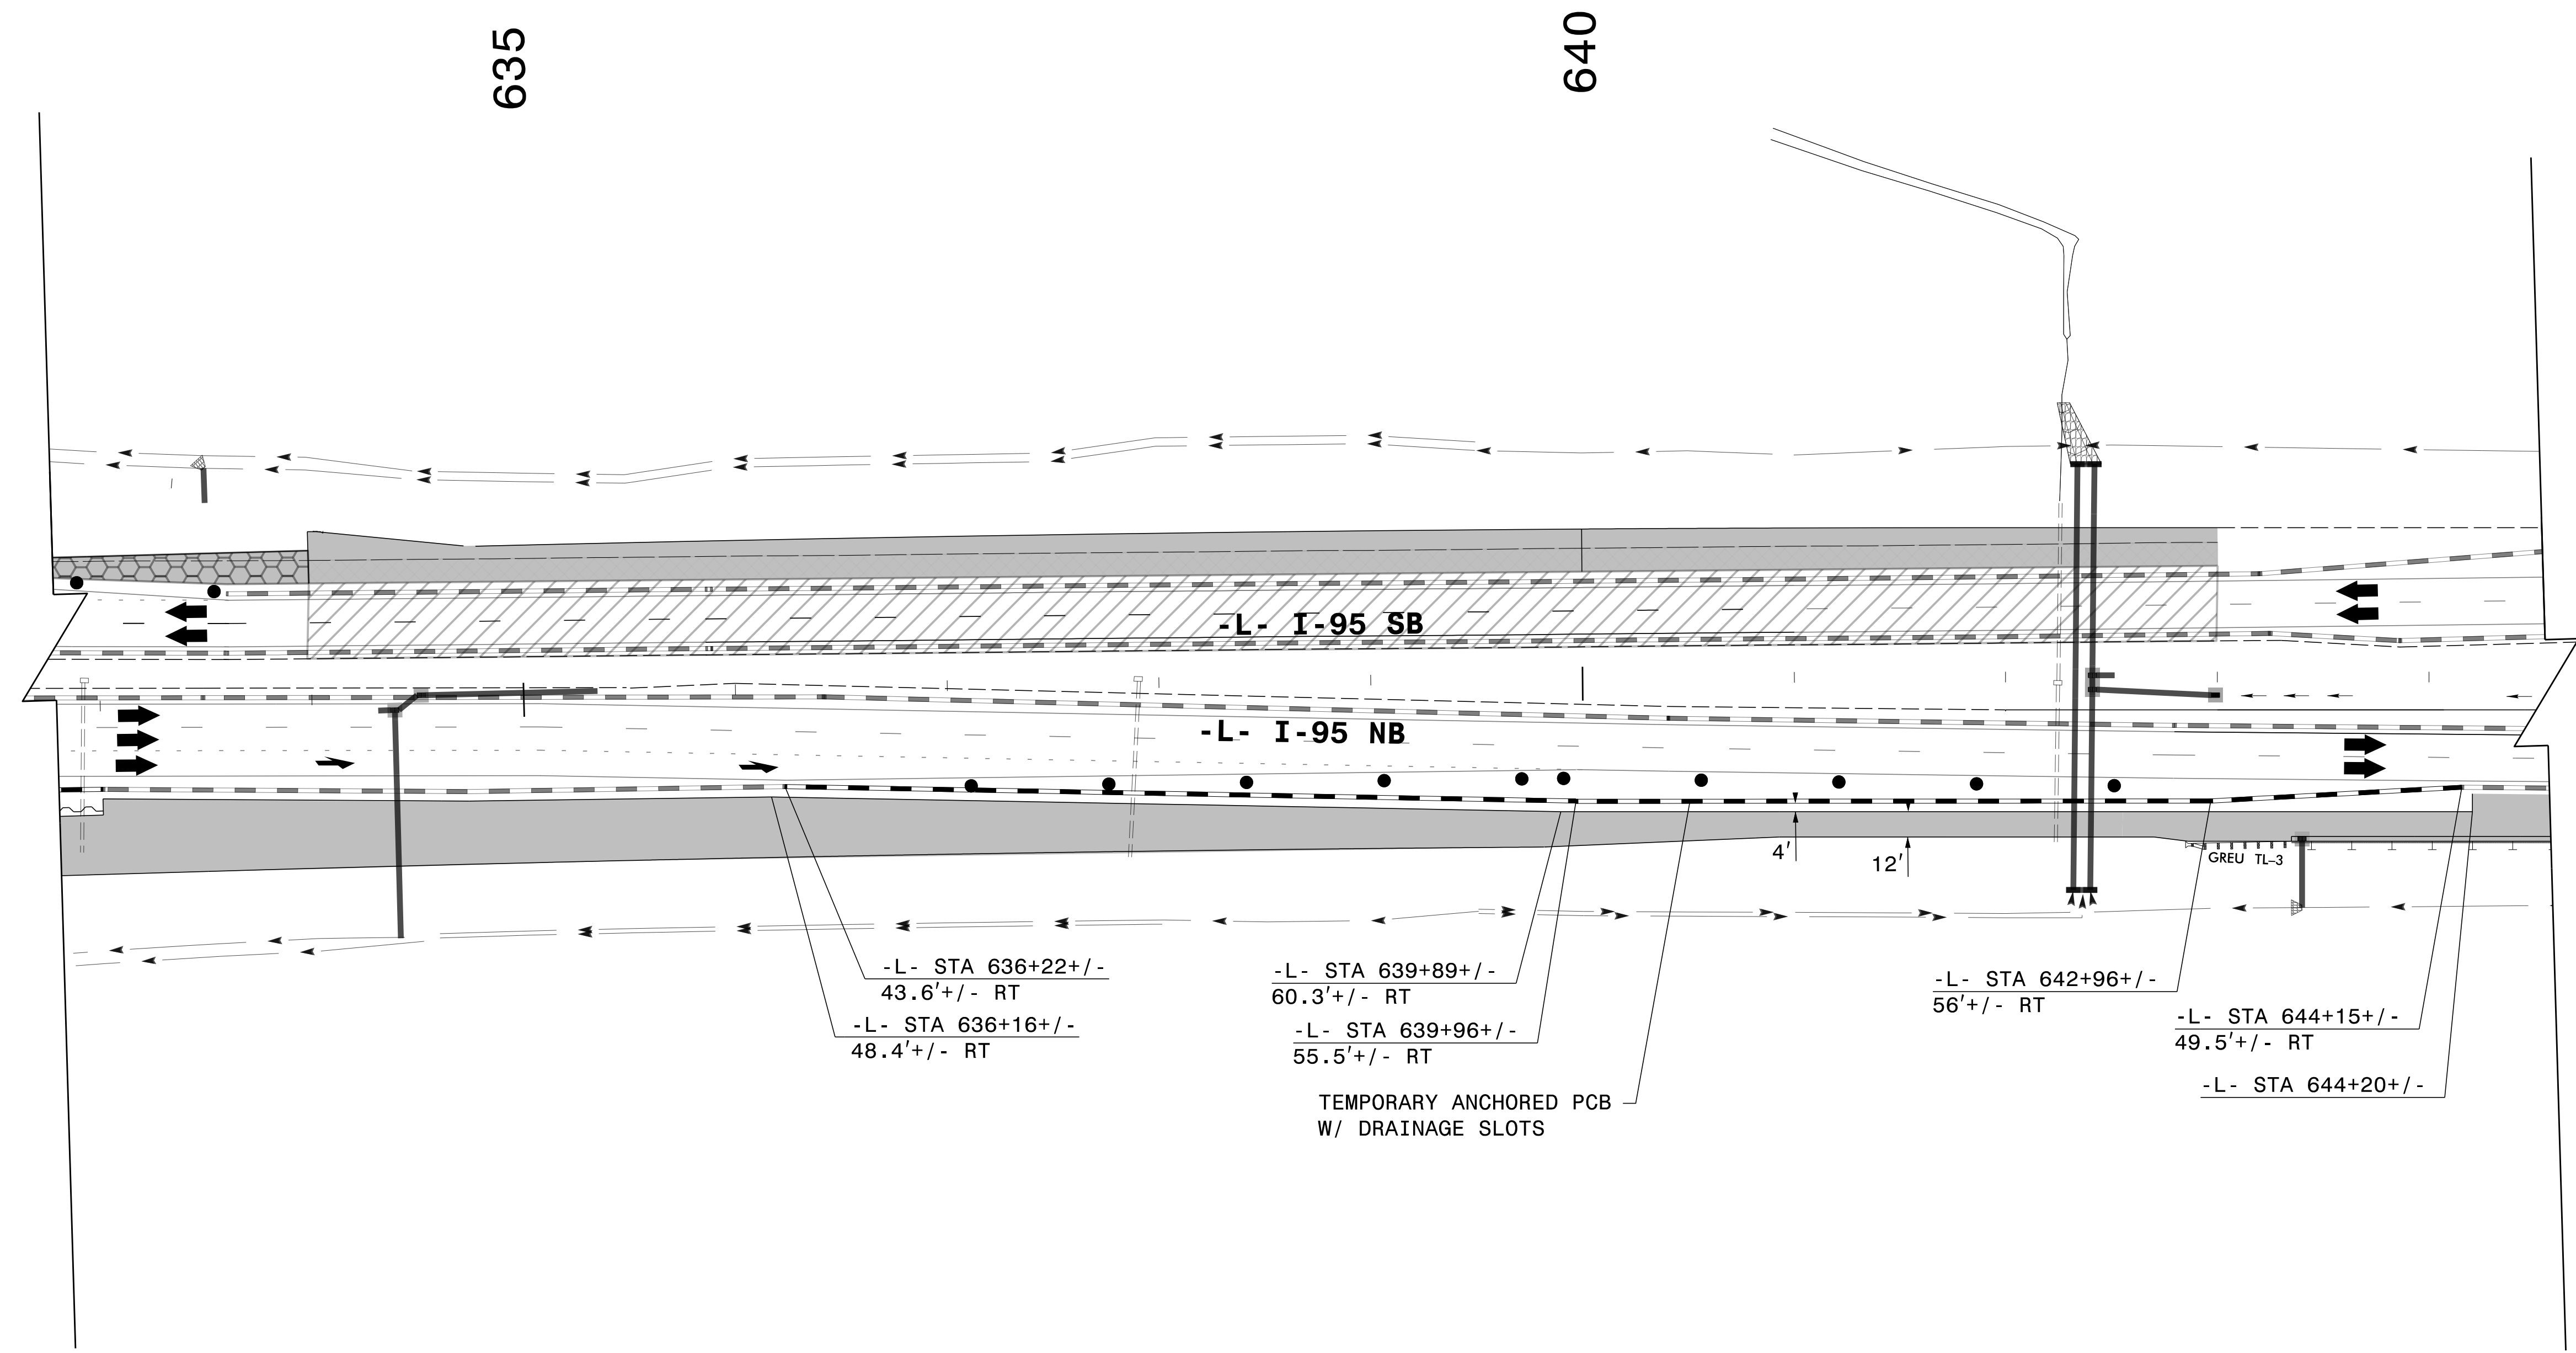 635
640
-L- I-95 SB
-L- I-95 NB
4'
12'
GREU TL-3
-L- STA 636+22+/-
43.6'+/- RT
-L- STA 636+16+/-
48.4'+/- RT
-L- STA 639+89+/-
60.3'+/- RT
-L- STA 639+96+/-
55.5'+/- RT
TEMPORARY ANCHORED PCB
W/ DRAINAGE SLOTS
-L- STA 642+96+/-
56'+/- RT
-L- STA 644+15+/-
49.5'+/- RT
-L- STA 644+20+/-